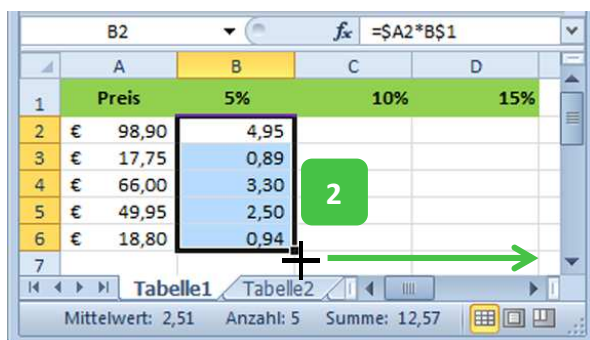 B2 fx =$A2*B$1
A B C D
1 Preis 5% 10% 15%
2 € 98,90 4,95
3 € 17,75 0,89
4 € 66,00 3,30
5 € 49,95 2,50
6 € 18,80 0,94
7
2
Tabelle1 Tabelle2
Mittelwert: 2,51 Anzahl: 5 Summe: 12,57